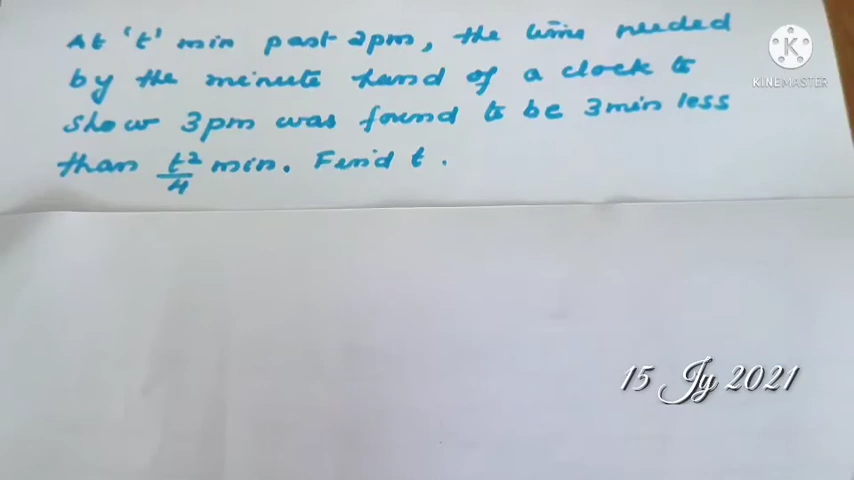 At 't' min past 2pm, the time needed
by the minute hand of a clock to
show 3pm was found to be 3min less
than t²/4 min. Find t.
KINEMASTER
15 Jy 2021